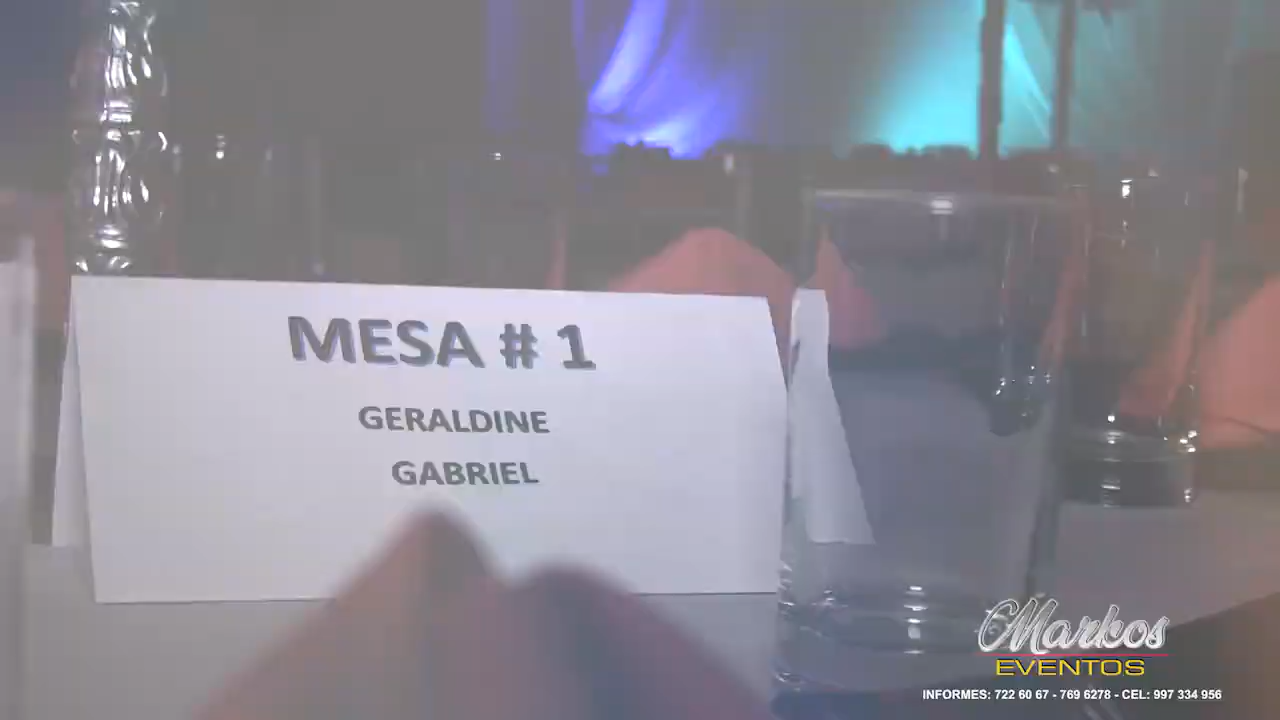 MESA # 1
GERALDINE
GABRIEL
Markos
EVENTOS
INFORMES: 722 60 67 - 769 6278 - CEL: 997 334 956